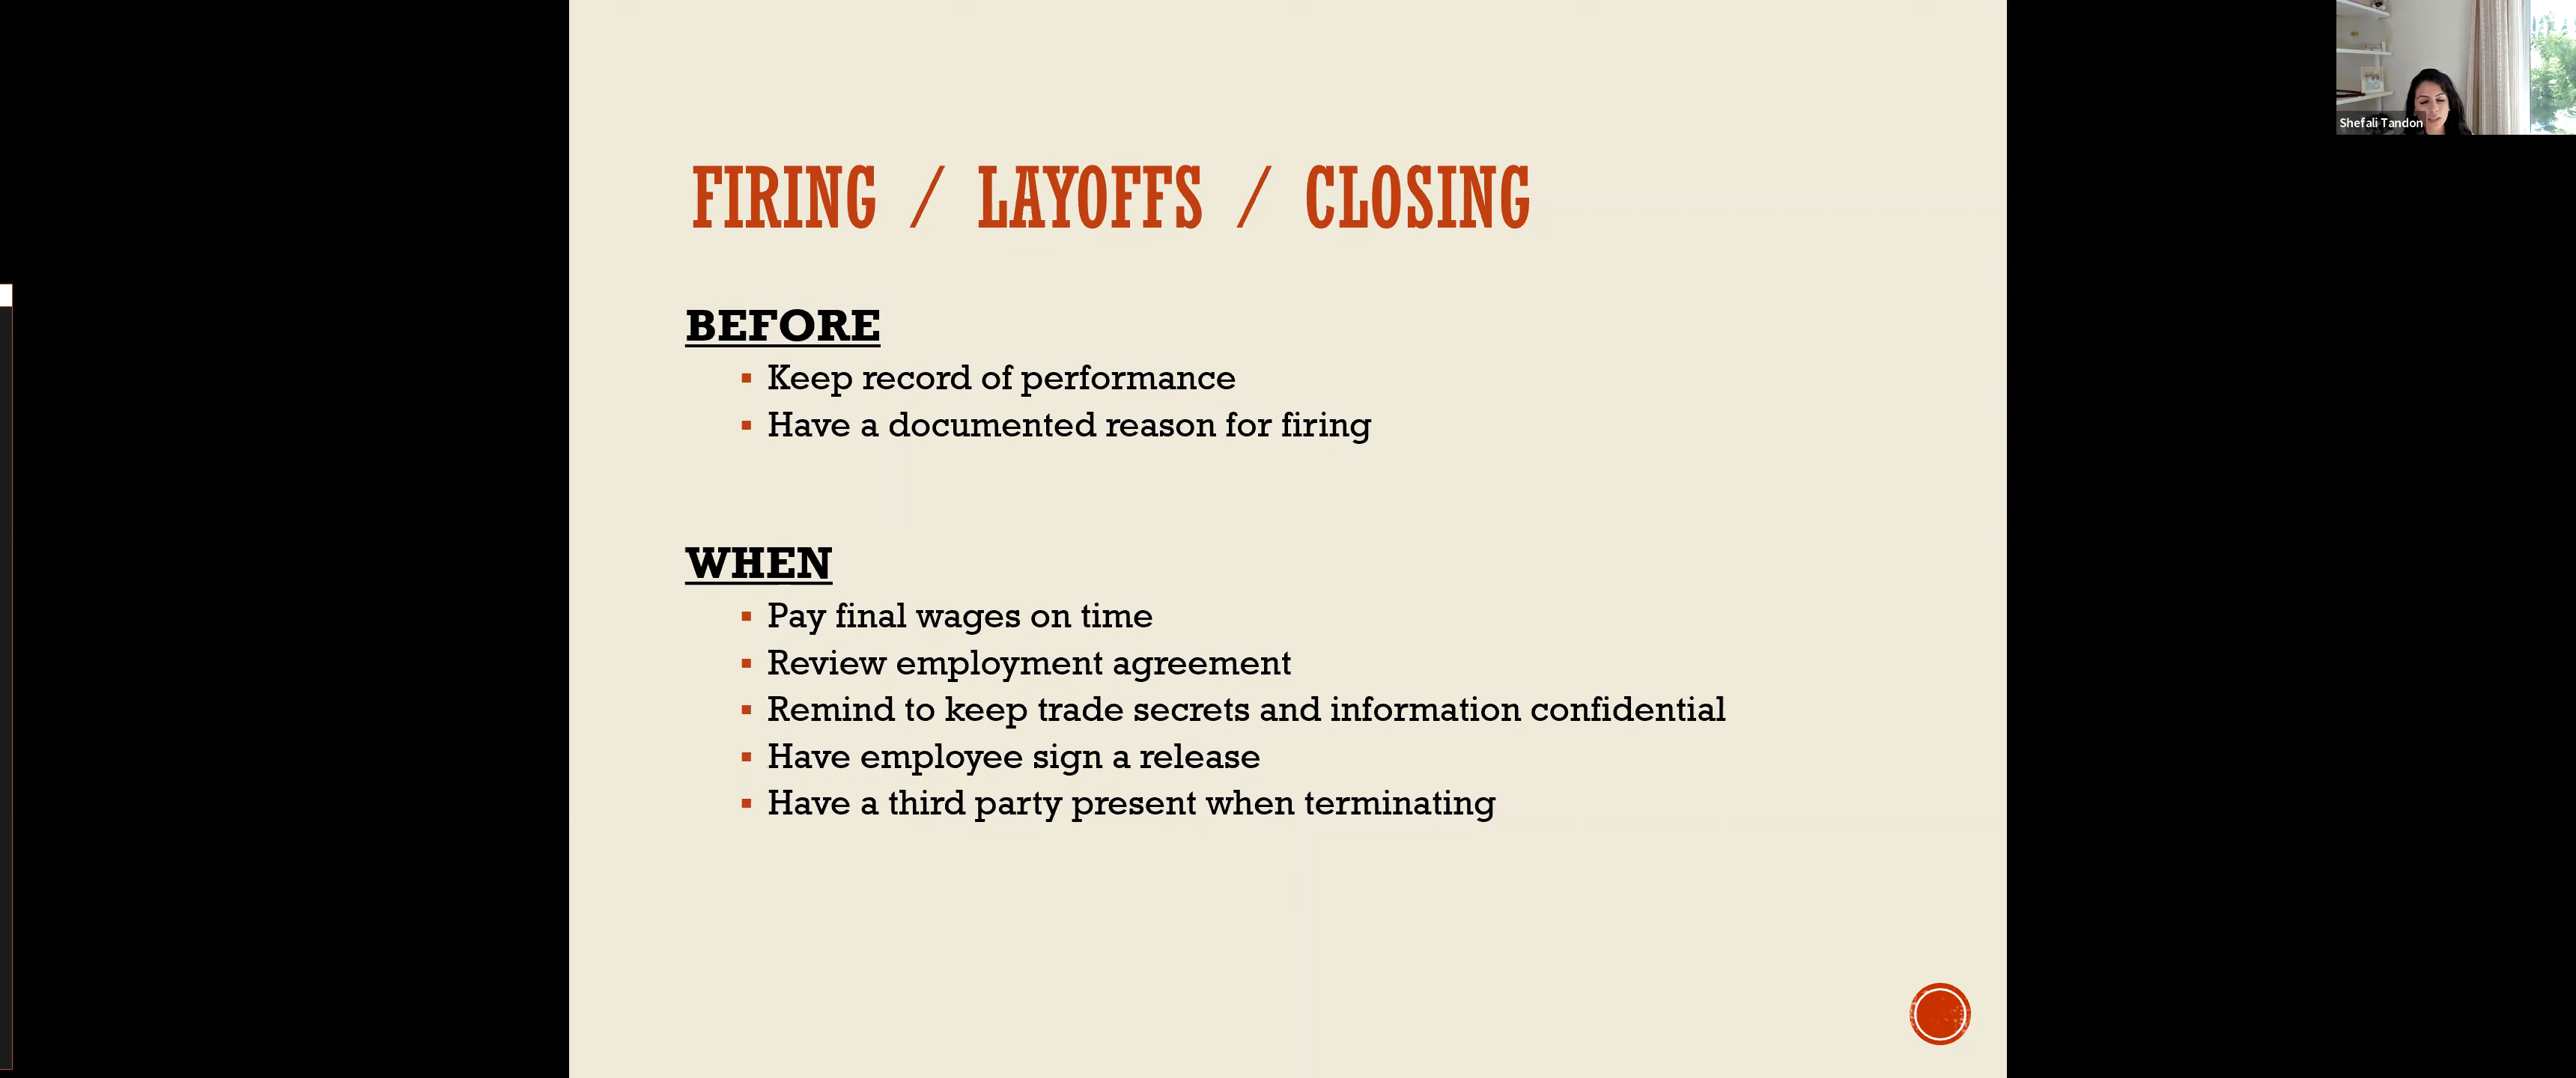 Shefali Tandon
FIRING / LAYOFFS / CLOSING
BEFORE
Keep record of performance
Have a documented reason for firing
WHEN
Pay final wages on time
Review employment agreement
Remind to keep trade secrets and information confidential
Have employee sign a release
Have a third party present when terminating